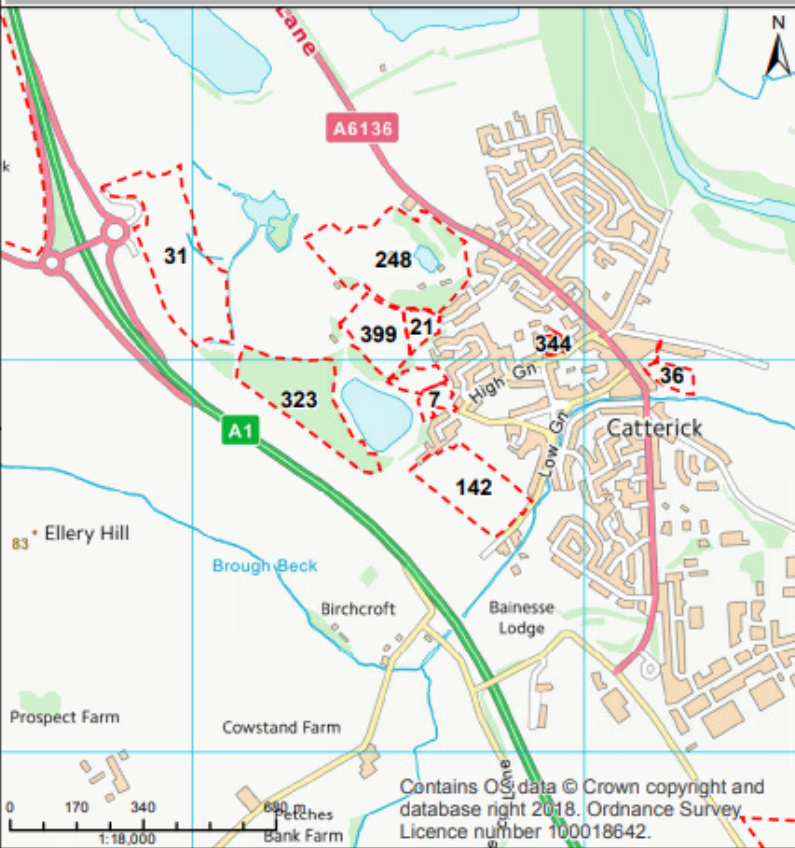 Lane
N
A6136
k
31
248
399
21
344
High Gn
36
323
7
A1
Catterick
Low Gn
142
83
Ellery Hill
Brough Beck
Birchcroft
Bainesse
Lodge
Prospect Farm
Cowstand Farm
Lane
0 170 340 680 m
1:18,000
Petches
Bank Farm
Contains OS data © Crown copyright and
database right 2018. Ordnance Survey
Licence number 100018642.